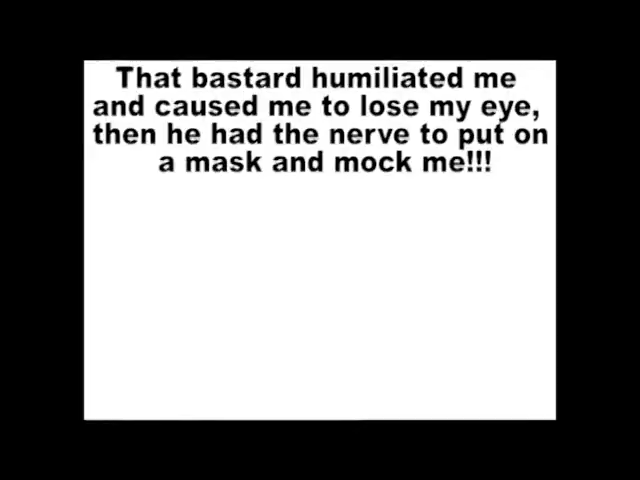 That bastard humiliated me
and caused me to lose my eye,
then he had the nerve to put on
a mask and mock me!!!